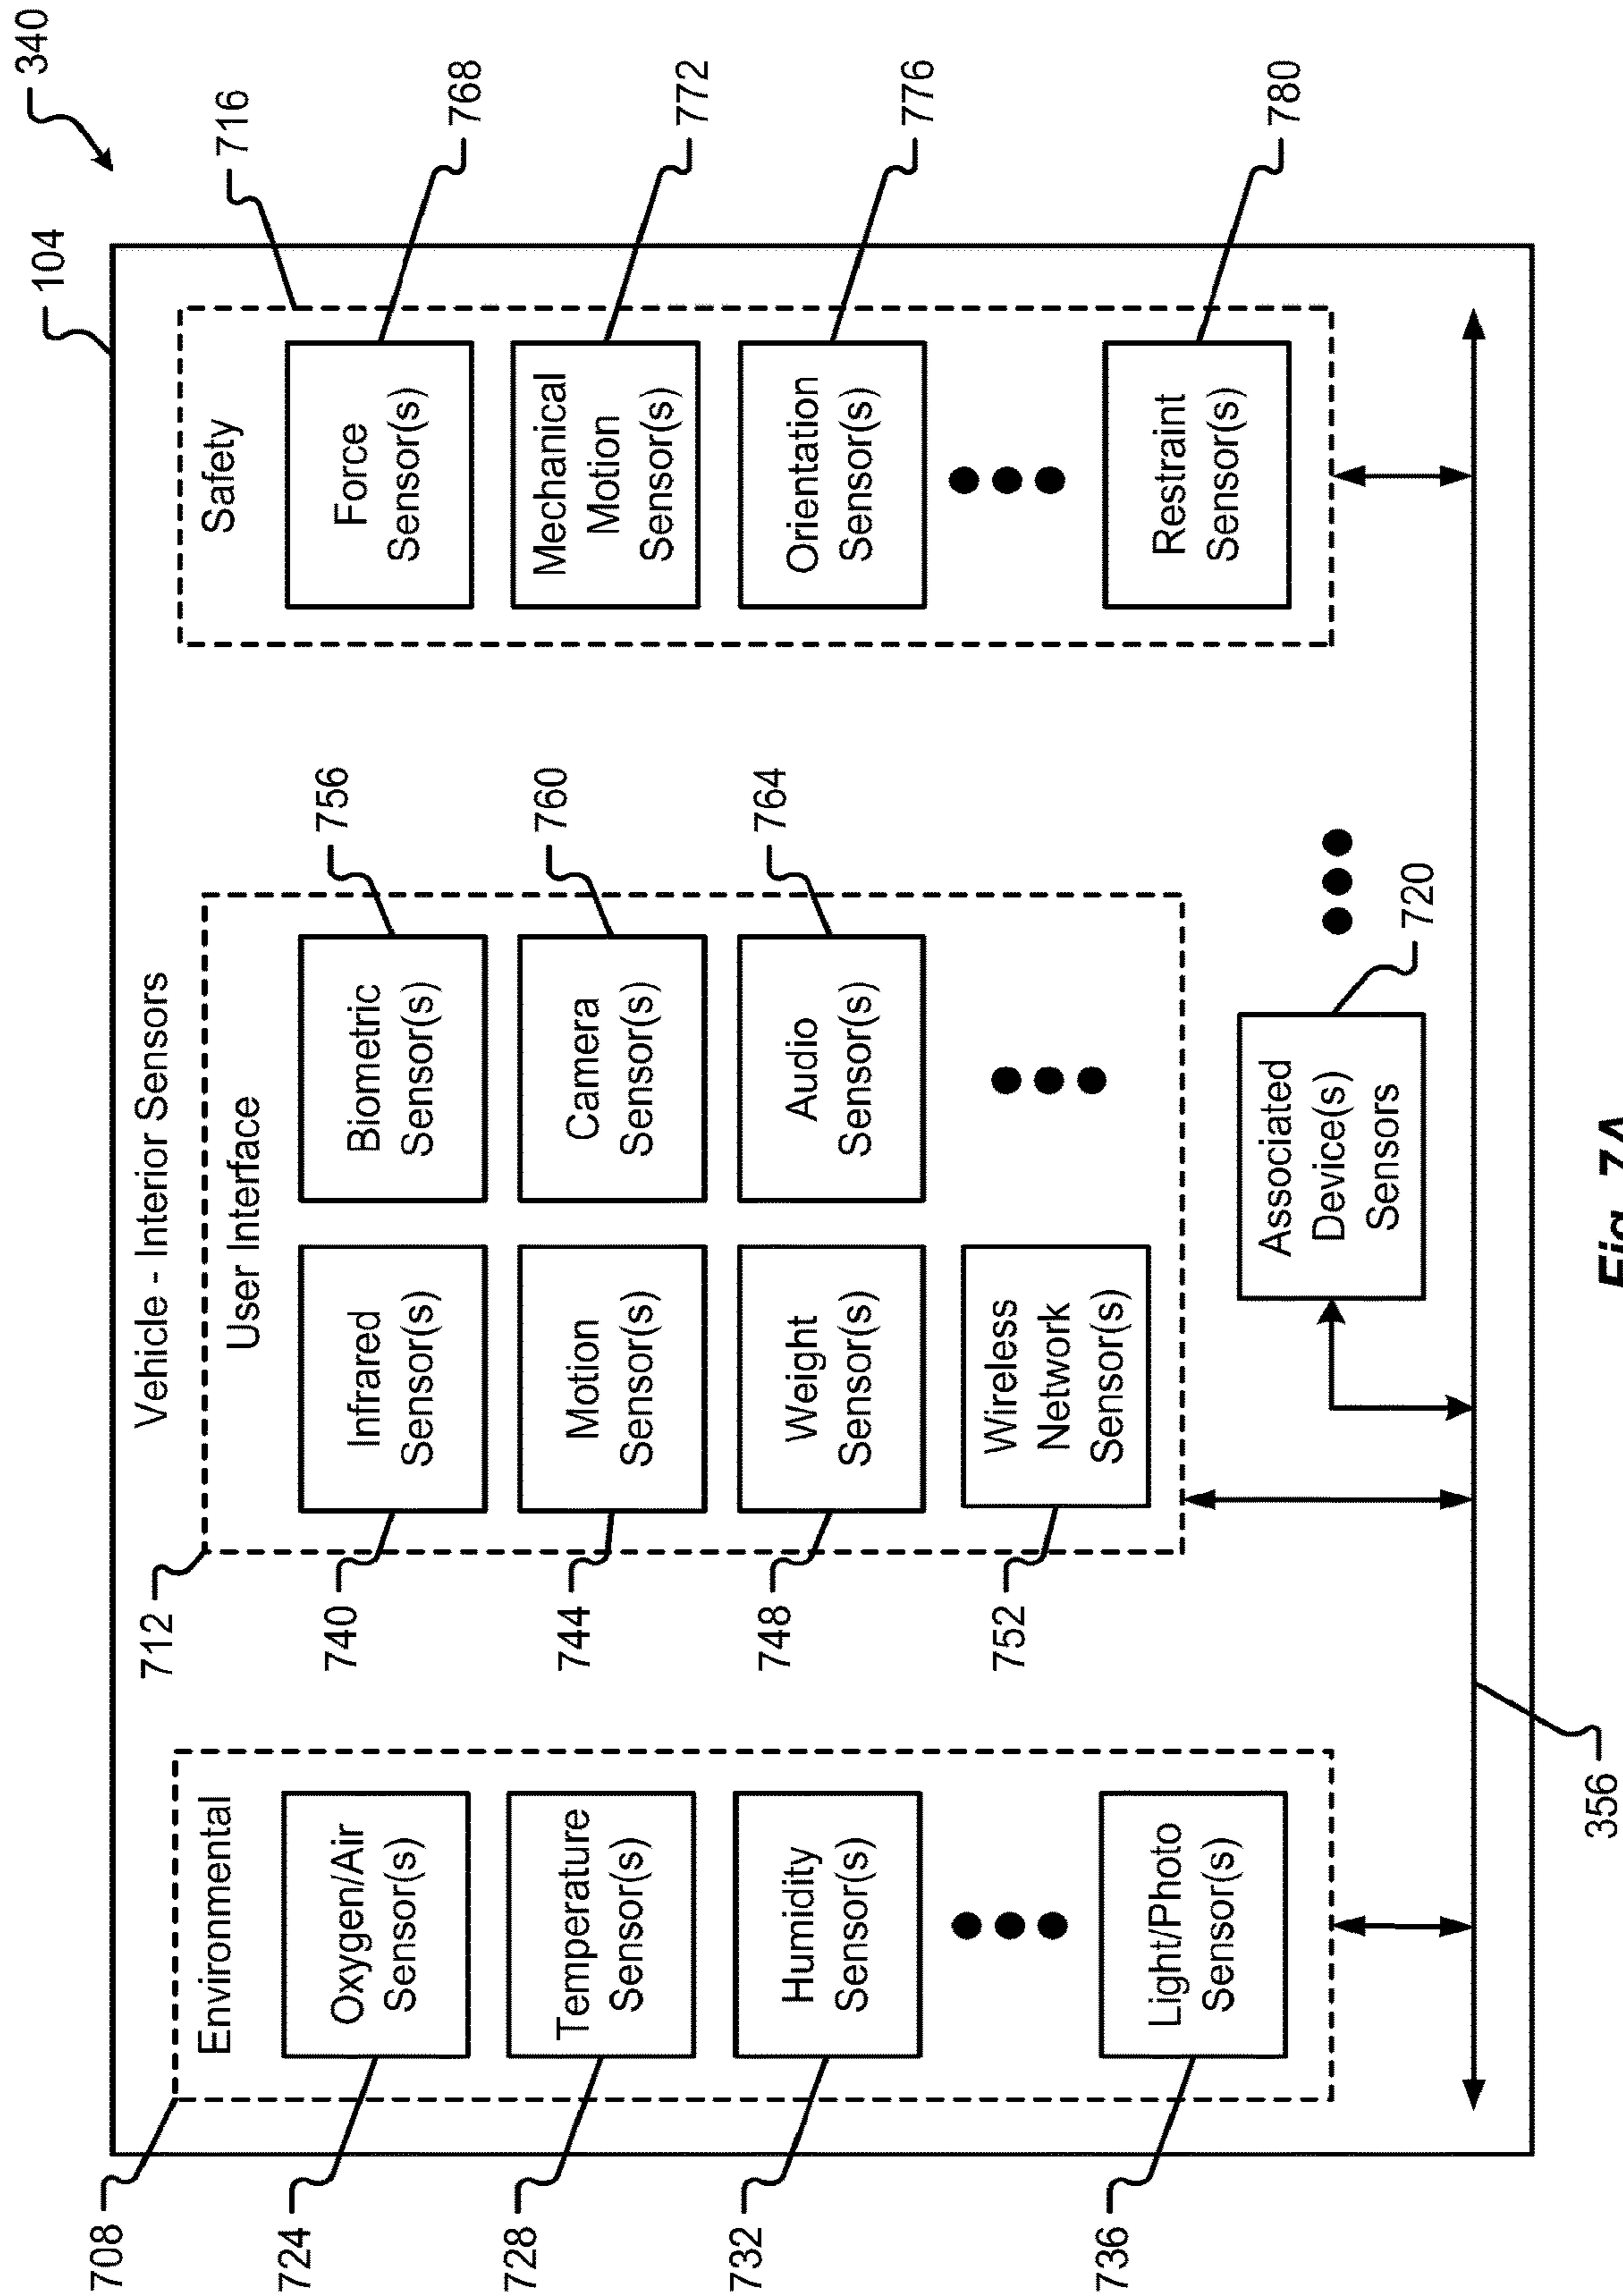 340
104
Vehicle - Interior Sensors
708
712
716
Environmental
User Interface
Safety
724
Oxygen/Air
Sensor(s)
740
Infrared
Sensor(s)
Biometric
Sensor(s)
756
Force
Sensor(s)
768
728
Temperature
Sensor(s)
744
Motion
Sensor(s)
Camera
Sensor(s)
760
Mechanical
Motion
Sensor(s)
772
732
Humidity
Sensor(s)
748
Weight
Sensor(s)
Audio
Sensor(s)
764
Orientation
Sensor(s)
776
752
Wireless
Network
Sensor(s)
736
Light/Photo
Sensor(s)
Associated
Device(s)
Sensors
720
Restraint
Sensor(s)
780
356
Fig. 7A